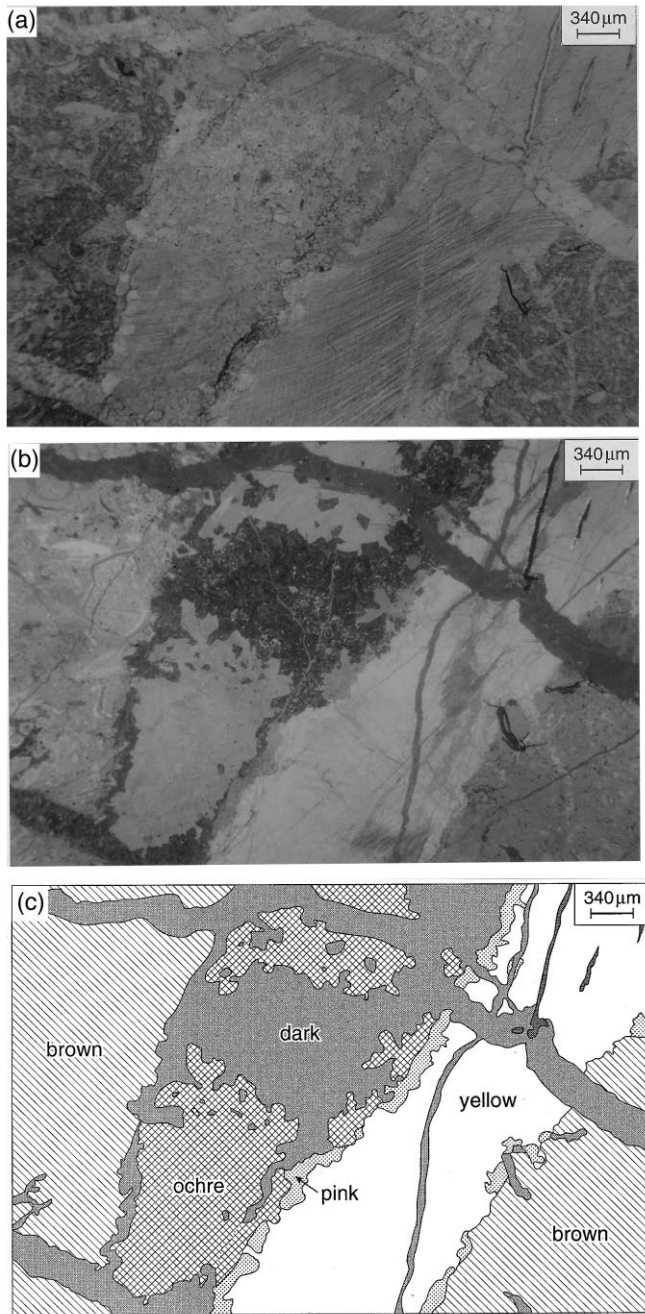 (a)
340 μm
(b)
340 μm
(c)
340 μm
dark
brown
yellow
ochre
pink
brown